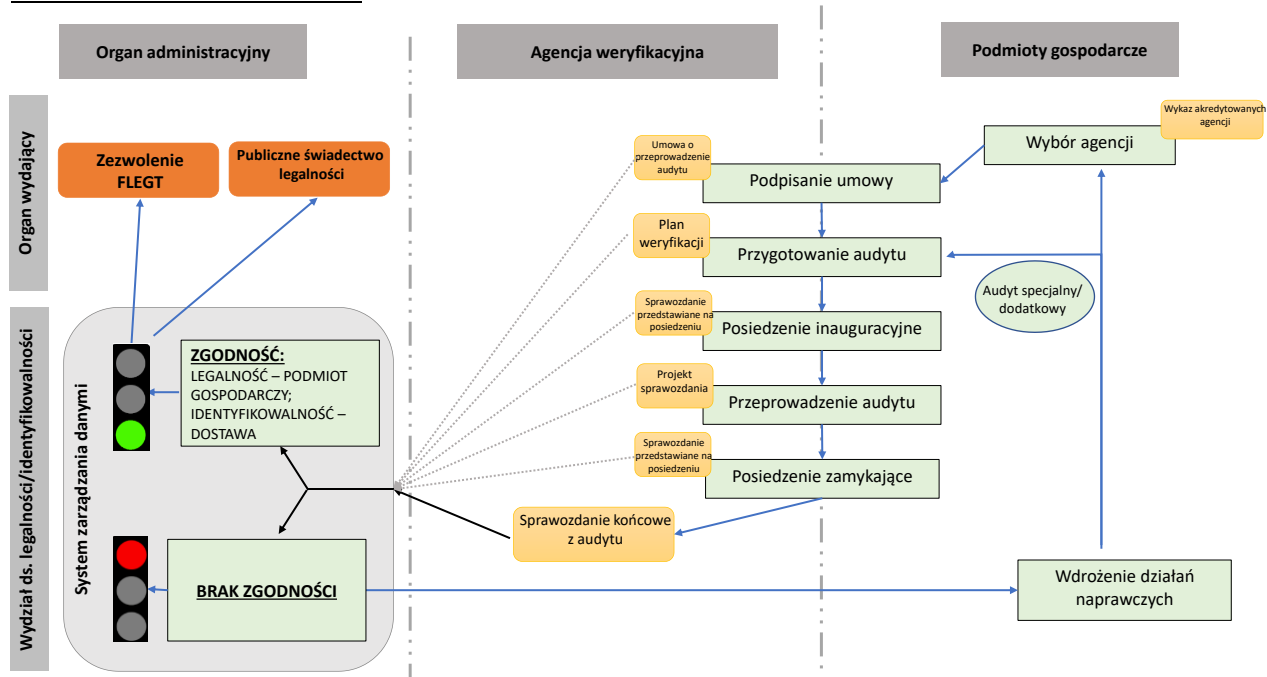 Organ administracyjny
Agencja weryfikacyjna
Podmioty gospodarcze
Organ wydający
Wydział ds. legalności/identyfikowalności
Zezwolenie
FLEGT
Publiczne świadectwo
legalności
Umowa o
przeprowadzenie
audytu
Podpisanie umowy
Wykaz akredytowanych
agencji
Wybór agencji
Plan
weryfikacji
Przygotowanie audytu
Audyt specjalny/
dodatkowy
Sprawozdanie
przedstawiane na
posiedzeniu
Posiedzenie inauguracyjne
Projekt
sprawozdania
Przeprowadzenie audytu
Sprawozdanie
przedstawiane na
posiedzeniu
Posiedzenie zamykające
Sprawozdanie końcowe
z audytu
System zarządzania danymi
ZGODNOŚĆ:
LEGALNOŚĆ – PODMIOT
GOSPODARCZY;
IDENTYFIKOWALNOŚĆ –
DOSTAWA
BRAK ZGODNOŚCI
Wdrożenie działań
naprawczych